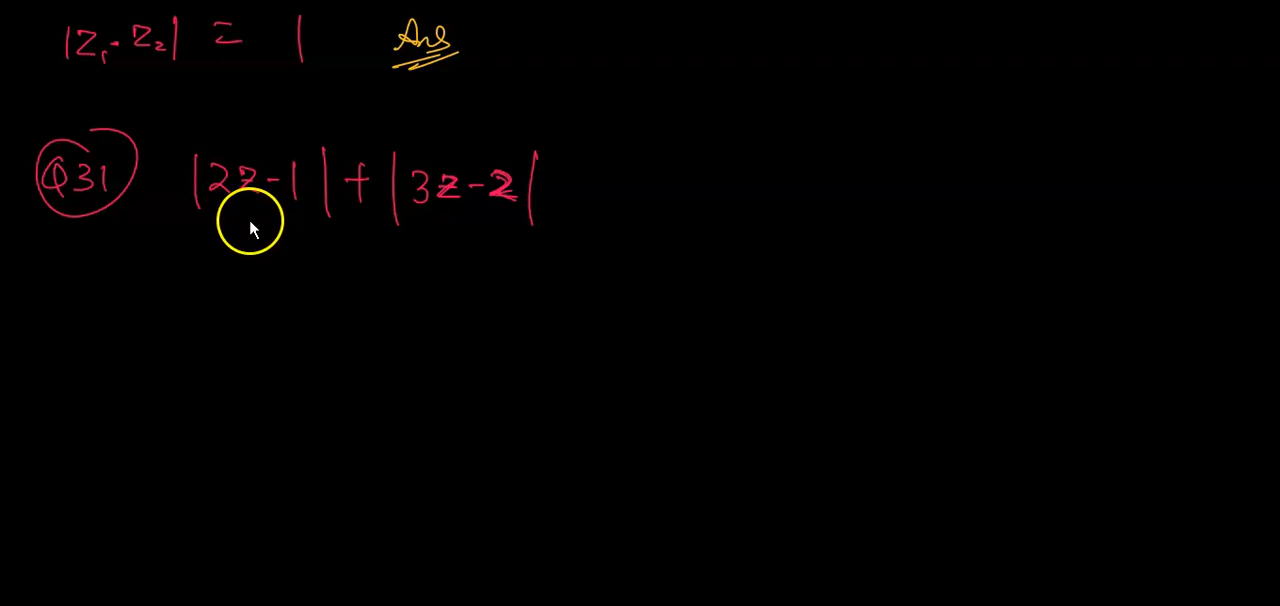 |Z₁ - Z₂| = 1 Ans
Q31 |2z-1| + |3z-2|